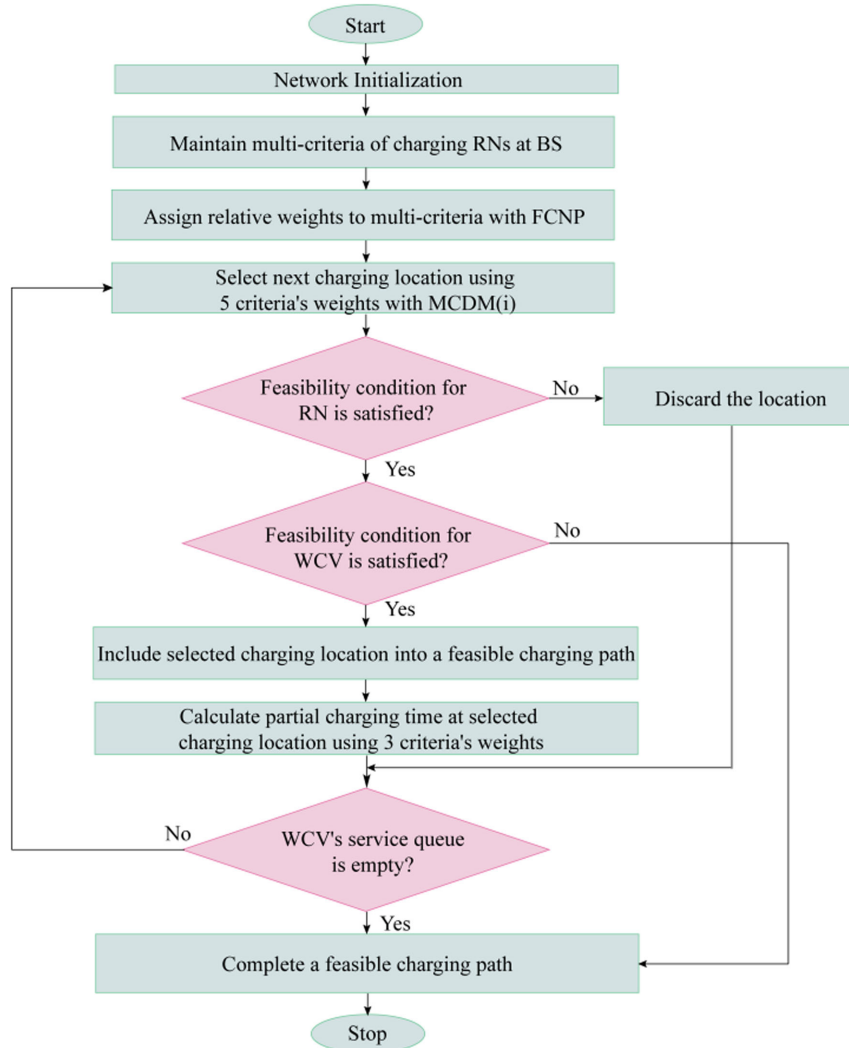 Start
Network Initialization
Maintain multi-criteria of charging RNs at BS
Assign relative weights to multi-criteria with FCNP
Select next charging location using
5 criteria's weights with MCDM(i)
Feasibility condition for
RN is satisfied?
No
Discard the location
Yes
Feasibility condition for
WCV is satisfied?
No
Yes
Include selected charging location into a feasible charging path
Calculate partial charging time at selected
charging location using 3 criteria's weights
No
WCV's service queue
is empty?
Yes
Complete a feasible charging path
Stop